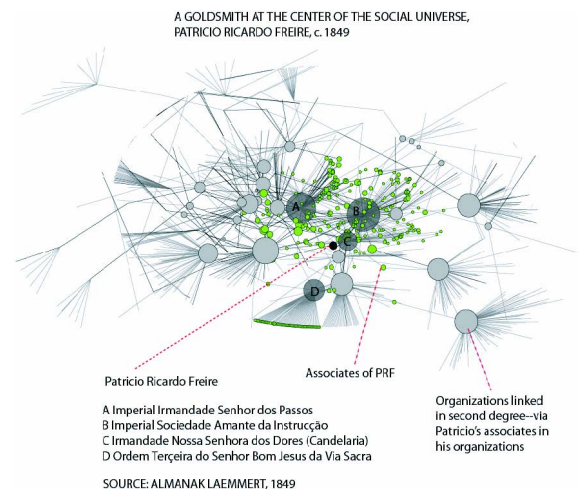 A GOLDSMITH AT THE CENTER OF THE SOCIAL UNIVERSE,
PATRICIO RICARDO FREIRE, c. 1849
A
B
C
D
Patricio Ricardo Freire
Associates of PRF
Organizations linked
in second degree--via
Patricio's associates in
his organizations
A Imperial Irmandade Senhor dos Passos
B Imperial Sociedade Amante da Instrucção
C Irmandade Nossa Senhora dos Dores (Candelaria)
D Ordem Terçeira do Senhor Bom Jesus da Via Sacra
SOURCE: ALMANAK LAEMMERT, 1849